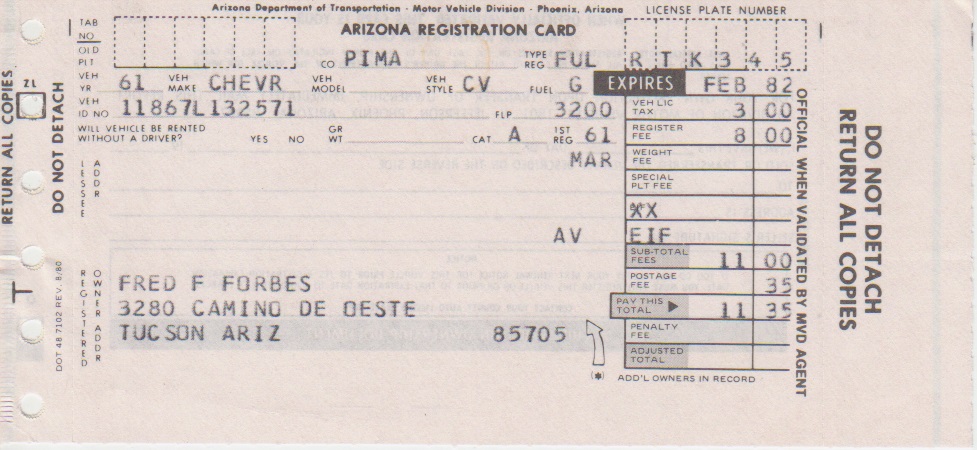 Arizona Department of Transportation - Motor Vehicle Division - Phoenix, Arizona
LICENSE PLATE NUMBER
ARIZONA REGISTRATION CARD
TAB NO
OLD PLT
CO PIMA TYPE REG FUL R T K 3 4 5
VEH YR 61 VEH MAKE CHEVR VEH MODEL VEH STYLE CV FUEL G EXPIRES FEB 82
VEH ID NO 11867L132571 FLP 3200 VEH LIC TAX 3 00
WILL VEHICLE BE RENTED WITHOUT A DRIVER? YES NO GR WT CAT A 1ST REG 61 REGISTER FEE 8 00
MAR WEIGHT FEE
SPECIAL PLT FEE
XX
AV EIF
SUB-TOTAL FEES 11 00
POSTAGE FEE 35
PAY THIS TOTAL 11 35
PENALTY FEE
ADJUSTED TOTAL
LESSEE ADDR
REGISTERED OWNER ADDR
FRED F FORBES
3280 CAMINO DE OESTE
TUCSON ARIZ 85705
(*) ADD'L OWNERS IN RECORD
OFFICIAL WHEN VALIDATED BY MVD AGENT
DO NOT DETACH
RETURN ALL COPIES
RETURN ALL COPIES
ZL
DO NOT DETACH
DOT 48 7102 REV. 8/80